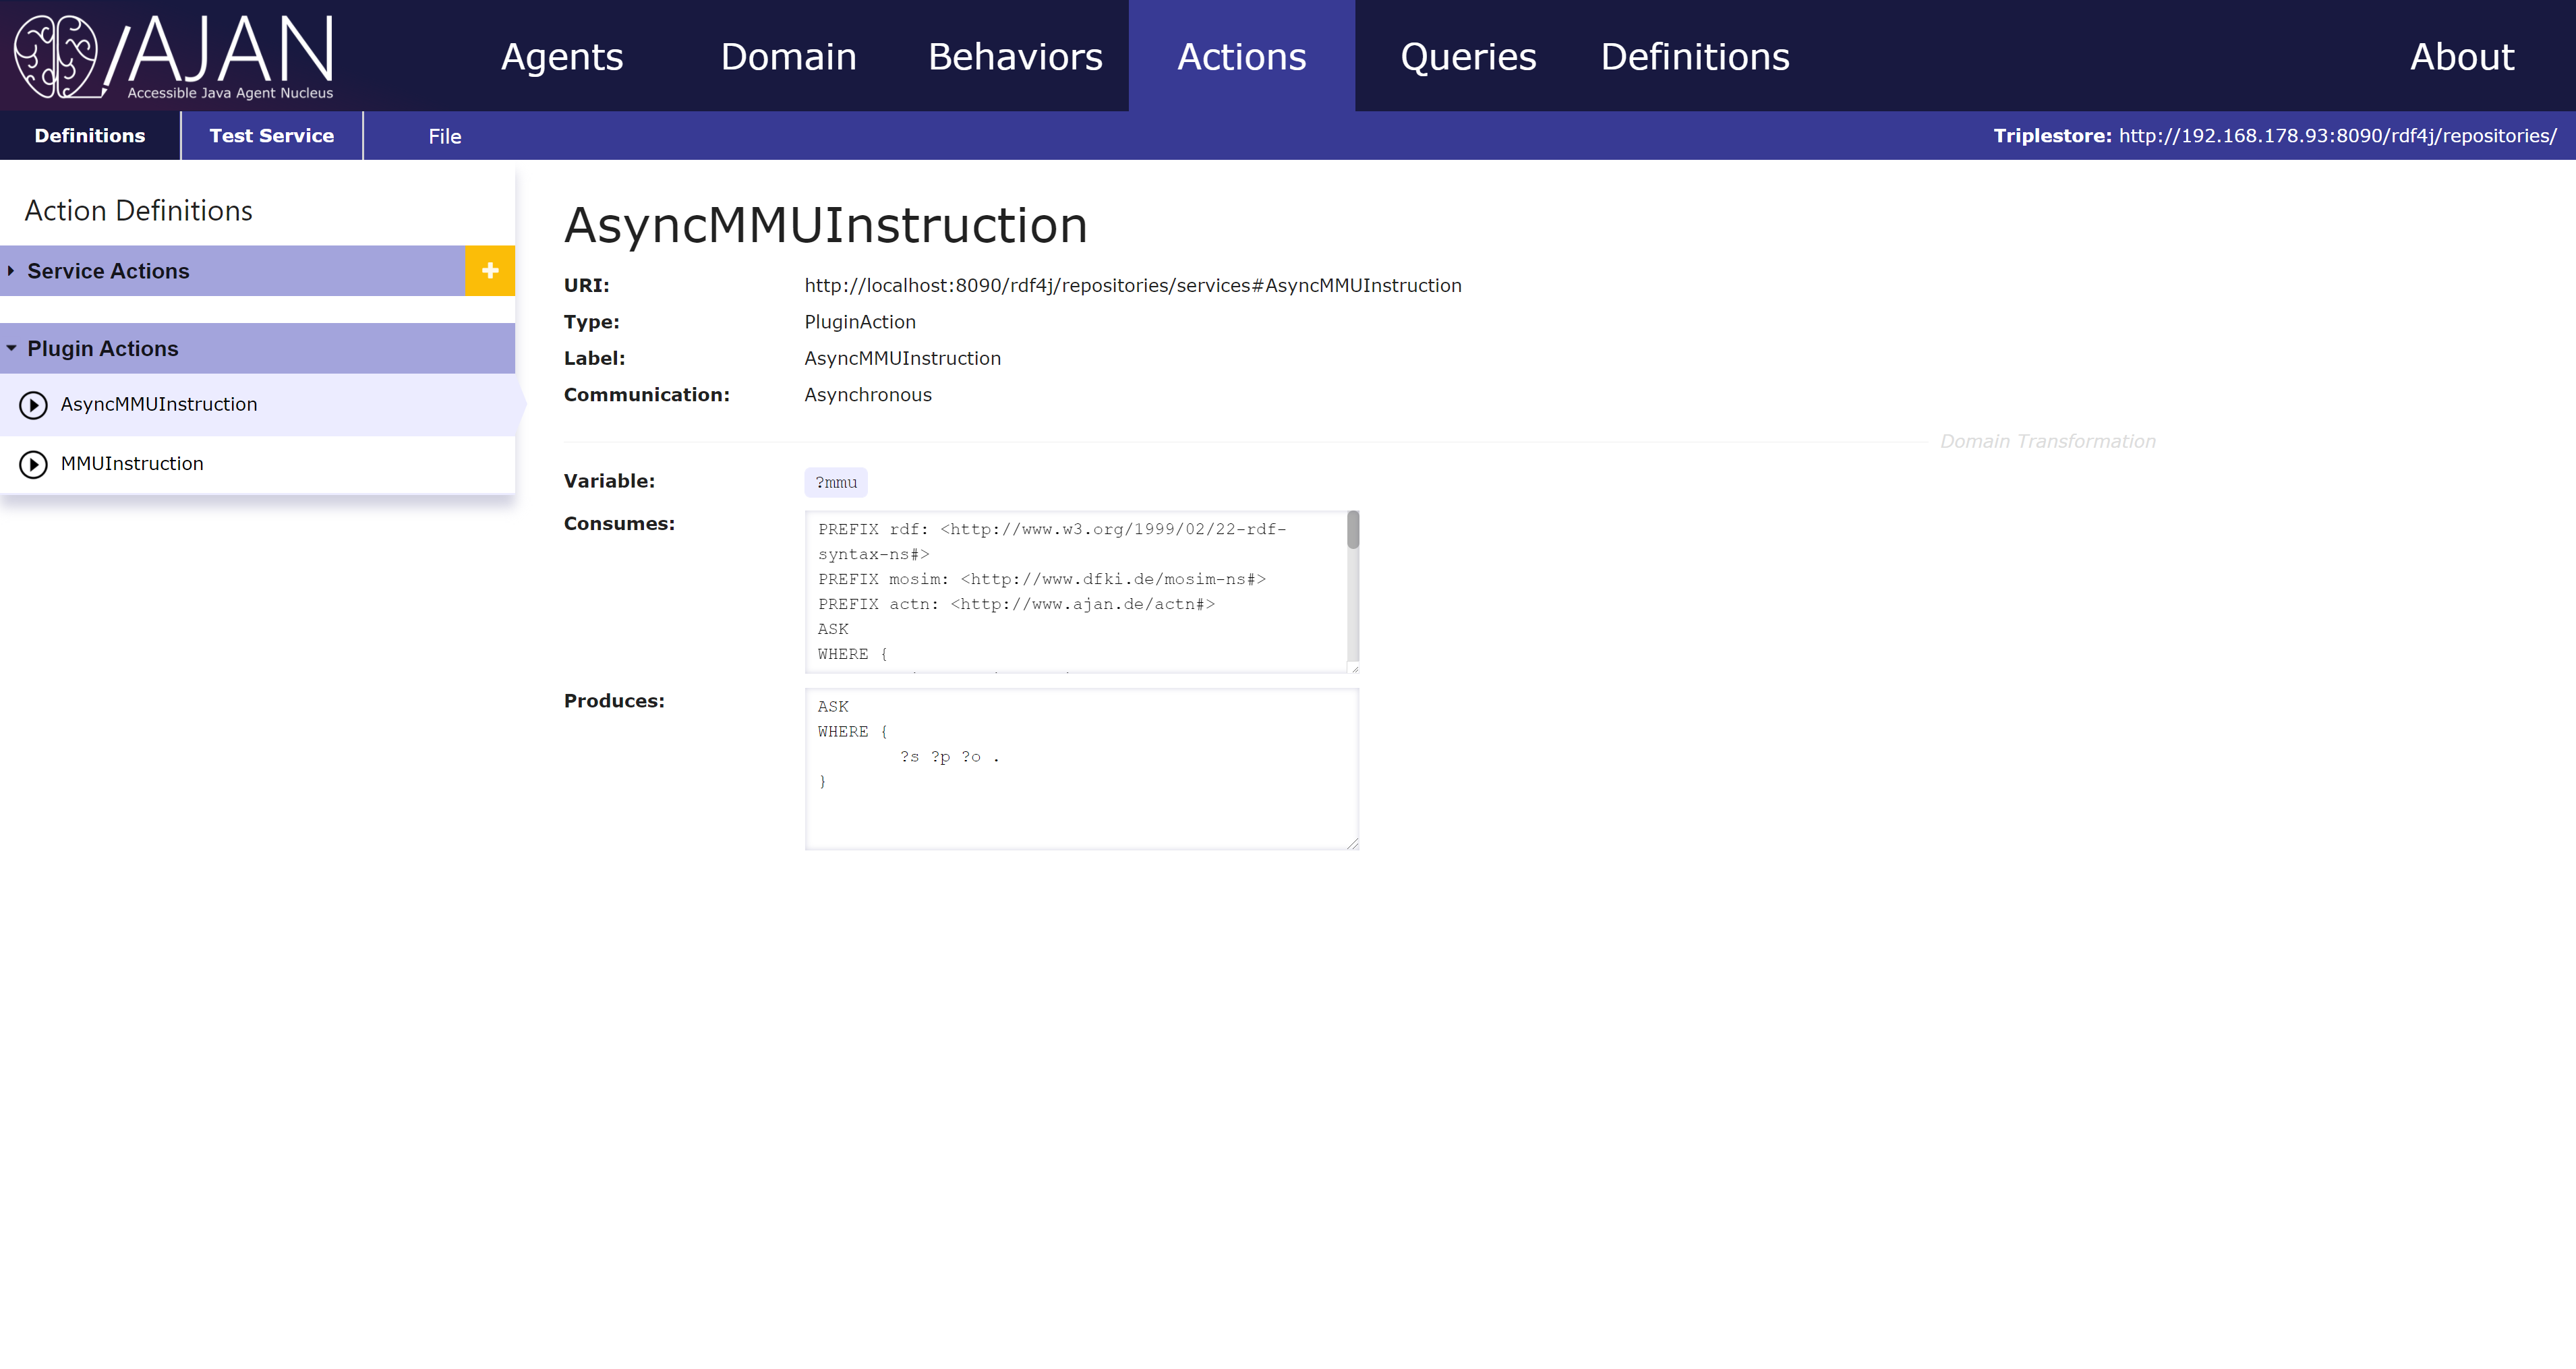 AJAN
Accessible Java Agent Nucleus
Agents
Domain
Behaviors
Actions
Queries
Definitions
About
Definitions
Test Service
File
Triplestore: http://192.168.178.93:8090/rdf4j/repositories/
Action Definitions
Service Actions
Plugin Actions
AsyncMMUInstruction
MMUInstruction
AsyncMMUInstruction
URI: http://localhost:8090/rdf4j/repositories/services#AsyncMMUInstruction
Type: PluginAction
Label: AsyncMMUInstruction
Communication: Asynchronous
Domain Transformation
Variable: ?mmu
Consumes:
PREFIX rdf: <http://www.w3.org/1999/02/22-rdf-
syntax-ns#>
PREFIX mosim: <http://www.dfki.de/mosim-ns#>
PREFIX actn: <http://www.ajan.de/actn#>
ASK
WHERE {
Produces:
ASK
WHERE {
?s ?p ?o .
}